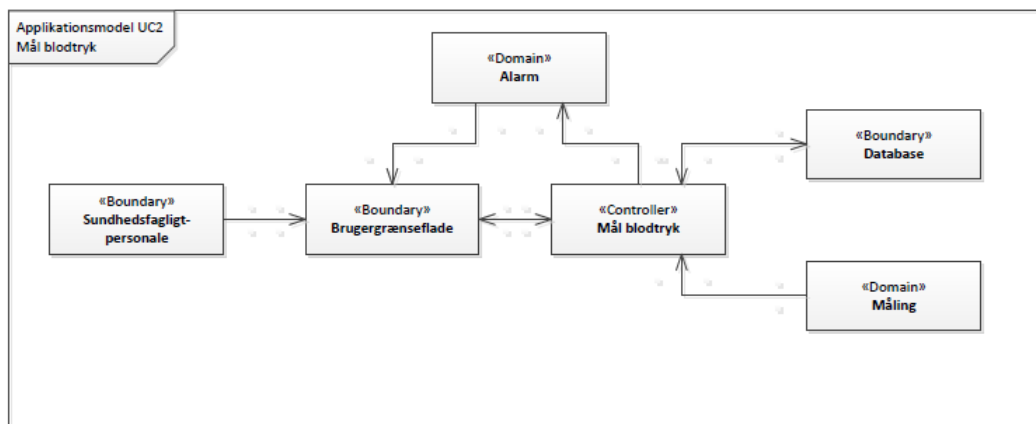 Applikationsmodel UC2
Mål blodtryk
«Domain»
Alarm
«Boundary»
Database
«Boundary»
Sundhedsfagligt-
personale
«Boundary»
Brugergrænseflade
«Controller»
Mål blodtryk
«Domain»
Måling